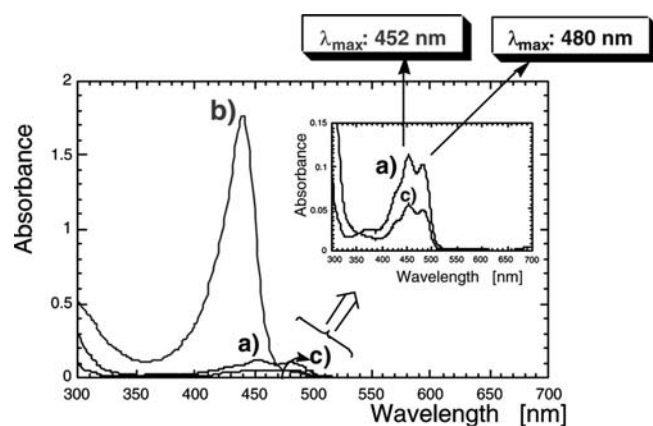 λmax: 452 nm
λmax: 480 nm
Absorbance
2
1.5
1
0.5
0
b)
a)
c)
300 350 400 450 500 550 600 650 700
Wavelength [nm]
Absorbance
0.15
0.1
0.05
0
a)
c)
300 350 400 450 500 550 600 650 700
Wavelength [nm]